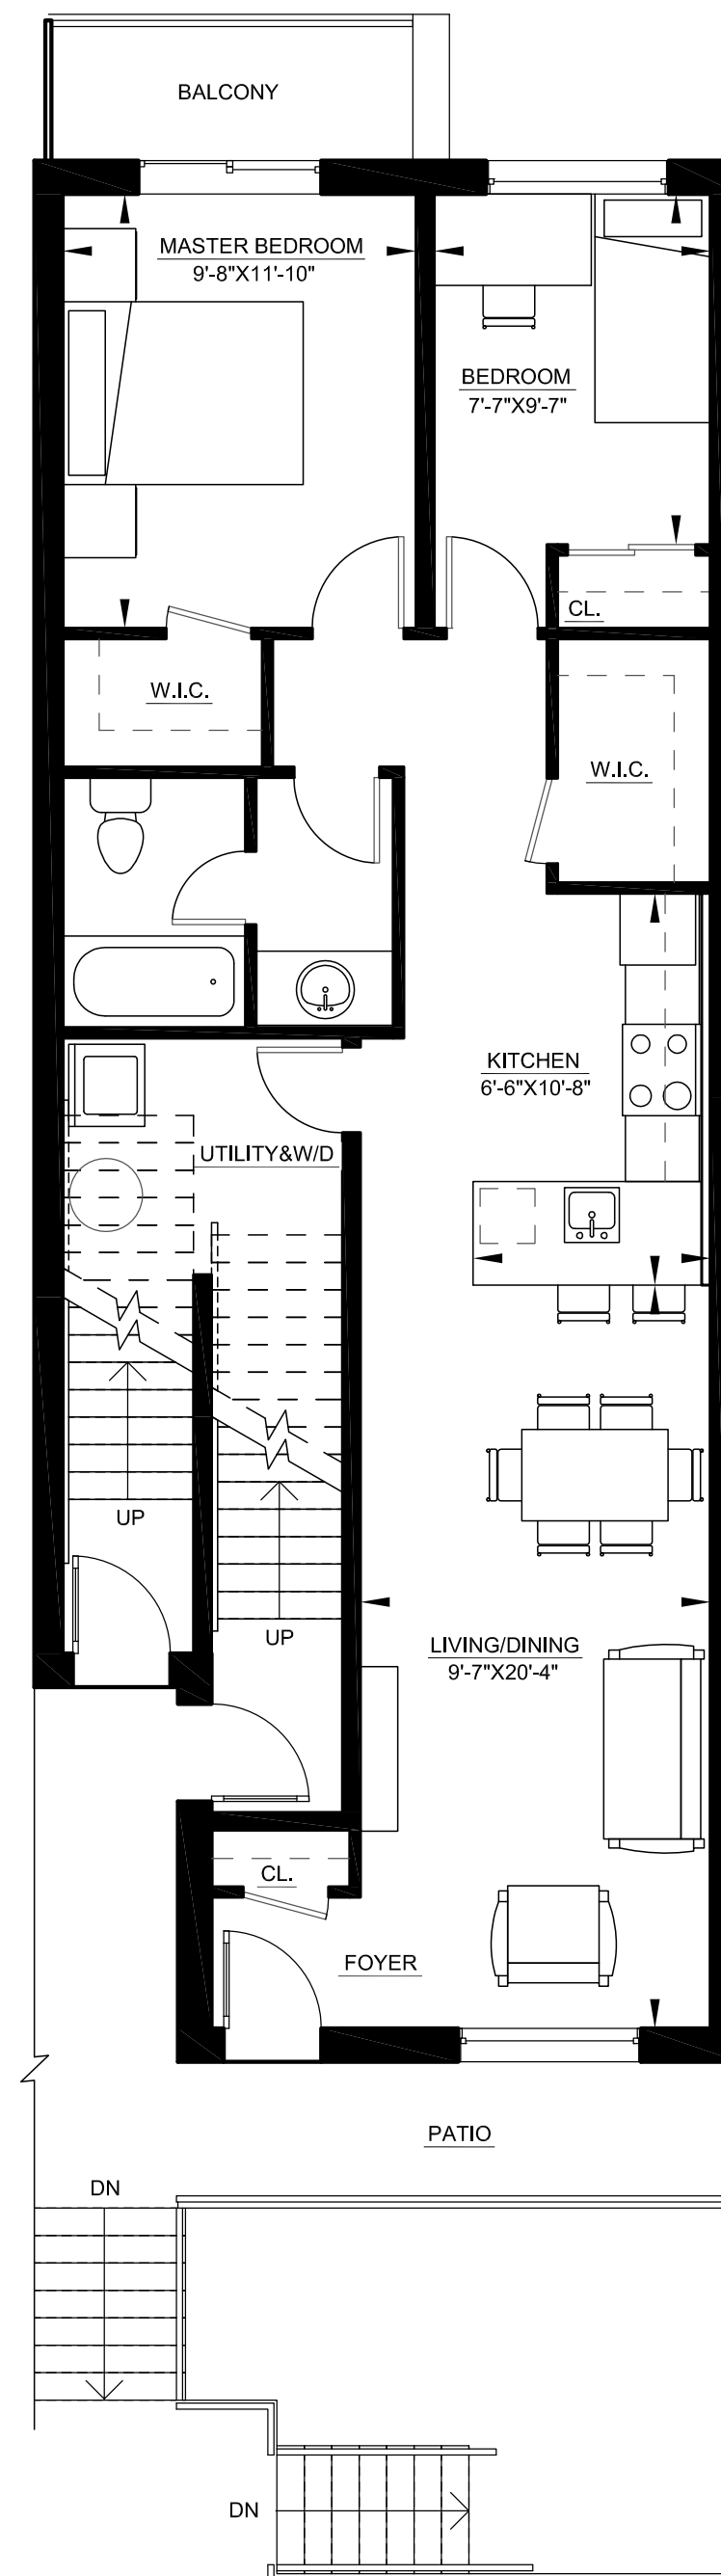 BALCONY
MASTER BEDROOM
9'-8"X11'-10"
BEDROOM
7'-7"X9'-7"
CL.
W.I.C.
W.I.C.
KITCHEN
6'-6"X10'-8"
UTILITY&W/D
UP
UP
LIVING/DINING
9'-7"X20'-4"
CL.
FOYER
PATIO
DN
DN